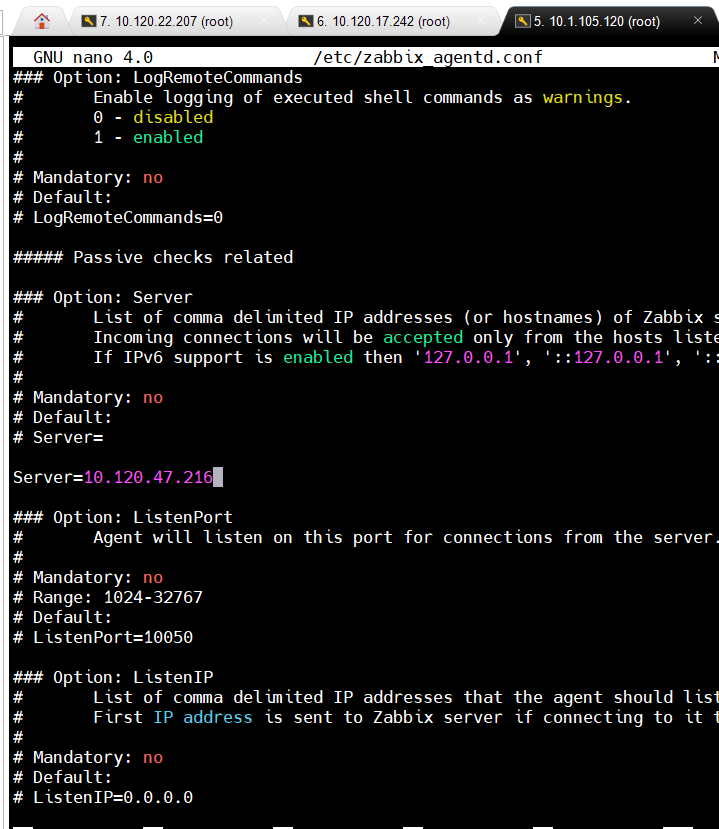 7. 10.120.22.207 (root)
6. 10.120.17.242 (root)
5. 10.1.105.120 (root)
GNU nano 4.0 /etc/zabbix_agentd.conf
### Option: LogRemoteCommands
# Enable logging of executed shell commands as warnings.
# 0 - disabled
# 1 - enabled
#
# Mandatory: no
# Default:
# LogRemoteCommands=0
##### Passive checks related
### Option: Server
# List of comma delimited IP addresses (or hostnames) of Zabbix s
# Incoming connections will be accepted only from the hosts liste
# If IPv6 support is enabled then '127.0.0.1', '::127.0.0.1', '::
#
# Mandatory: no
# Default:
# Server=
Server=10.120.47.216
### Option: ListenPort
# Agent will listen on this port for connections from the server.
#
# Mandatory: no
# Range: 1024-32767
# Default:
# ListenPort=10050
### Option: ListenIP
# List of comma delimited IP addresses that the agent should list
# First IP address is sent to Zabbix server if connecting to it t
#
# Mandatory: no
# Default:
# ListenIP=0.0.0.0